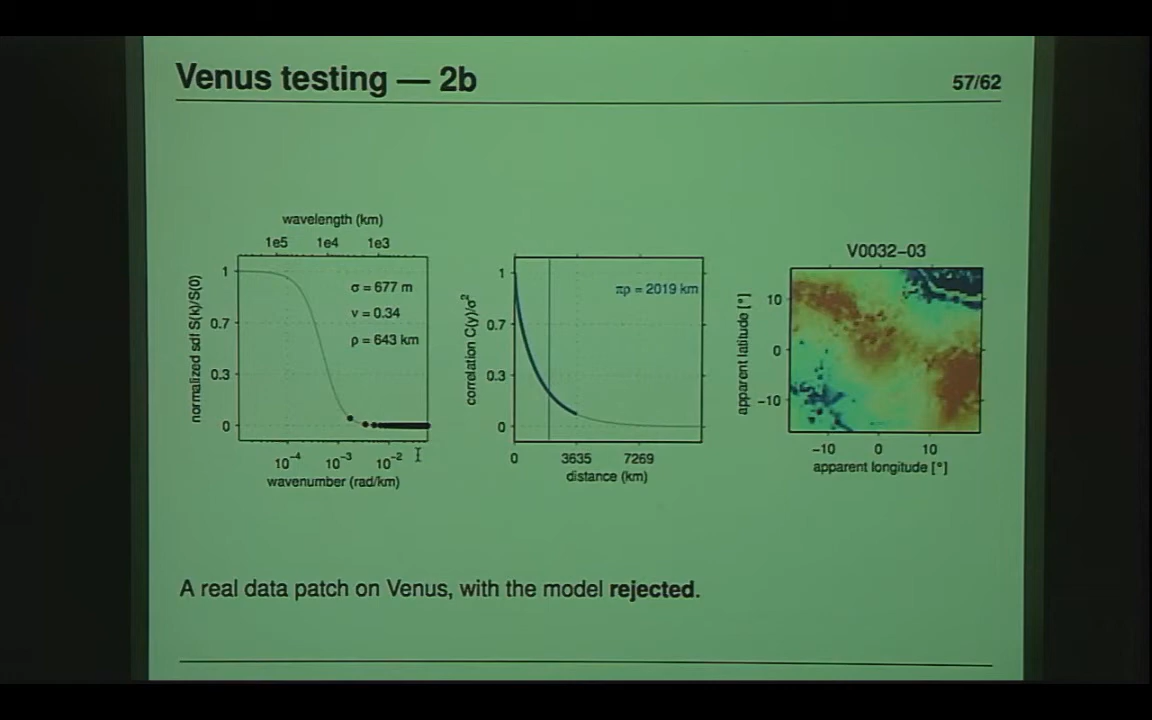 Venus testing — 2b
57/62
wavelength (km)
1e5 1e4 1e3
normalized sdf S(k)/S(0)
1
0.7
0.3
0
σ = 677 m
ν = 0.34
ρ = 643 km
10⁻⁴ 10⁻³ 10⁻²
wavenumber (rad/km)
correlation C(y)/σ²
1
0.7
0.3
0
πρ = 2019 km
0 3635 7269
distance (km)
V0032−03
apparent latitude [°]
10
0
−10
−10 0 10
apparent longitude [°]
A real data patch on Venus, with the model rejected.